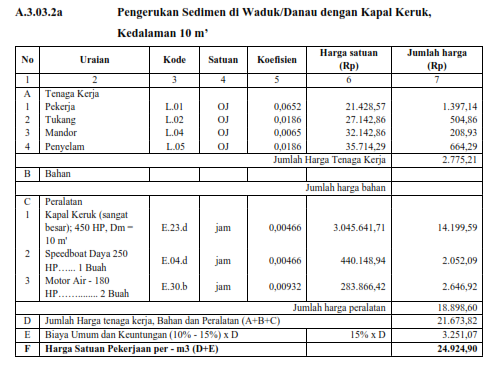 A.3.03.2a Pengerukan Sedimen di Waduk/Danau dengan Kapal Keruk,
Kedalaman 10 m’
No Uraian Kode Satuan Koefisien Harga satuan (Rp) Jumlah harga (Rp)
1 2 3 4 5 6 7
A Tenaga Kerja
1 Pekerja L.01 OJ 0,0652 21.428,57 1.397,14
2 Tukang L.02 OJ 0,0186 27.142,86 504,86
3 Mandor L.04 OJ 0,0065 32.142,86 208,93
4 Penyelam L.05 OJ 0,0186 35.714,29 664,29
Jumlah Harga Tenaga Kerja 2.775,21
B Bahan
Jumlah harga bahan
C Peralatan
1 Kapal Keruk (sangat
besar); 450 HP, Dm = E.23.d jam 0,00466 3.045.641,71 14.199,59
10 m'
2 Speedboat Daya 250 E.04.d jam 0,00466 440.148,94 2.052,09
HP…... 1 Buah
3 Motor Air - 180 E.30.b jam 0,00932 283.866,42 2.646,92
HP……......... 2 Buah
Jumlah harga peralatan 18.898,60
D Jumlah Harga tenaga kerja, Bahan dan Peralatan (A+B+C) 21.673,82
E Biaya Umum dan Keuntungan (10% - 15%) x D 15% x D 3.251,07
F Harga Satuan Pekerjaan per - m3 (D+E) 24.924,90